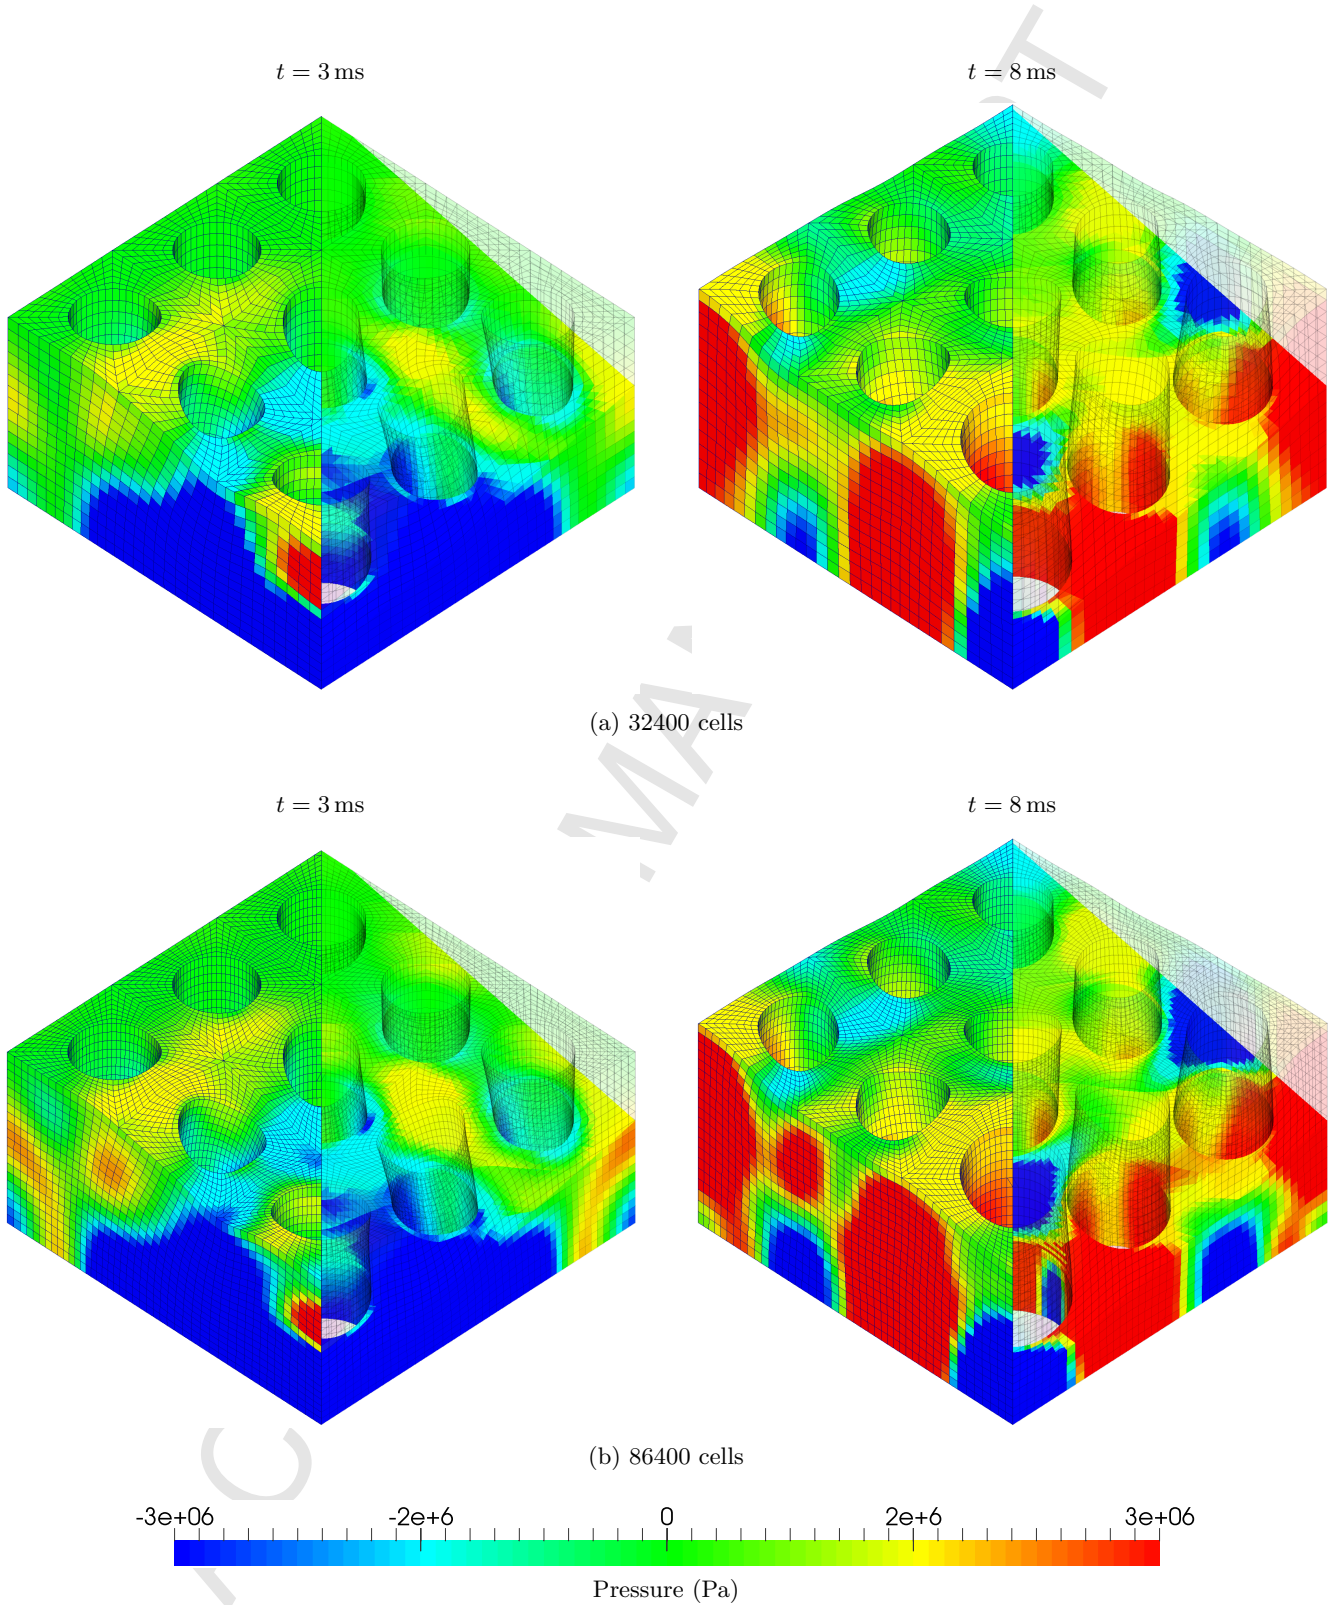 t = 3 ms
t = 8 ms
(a) 32400 cells
t = 3 ms
t = 8 ms
(b) 86400 cells
-3e+06 -2e+6 0 2e+6 3e+06
Pressure (Pa)